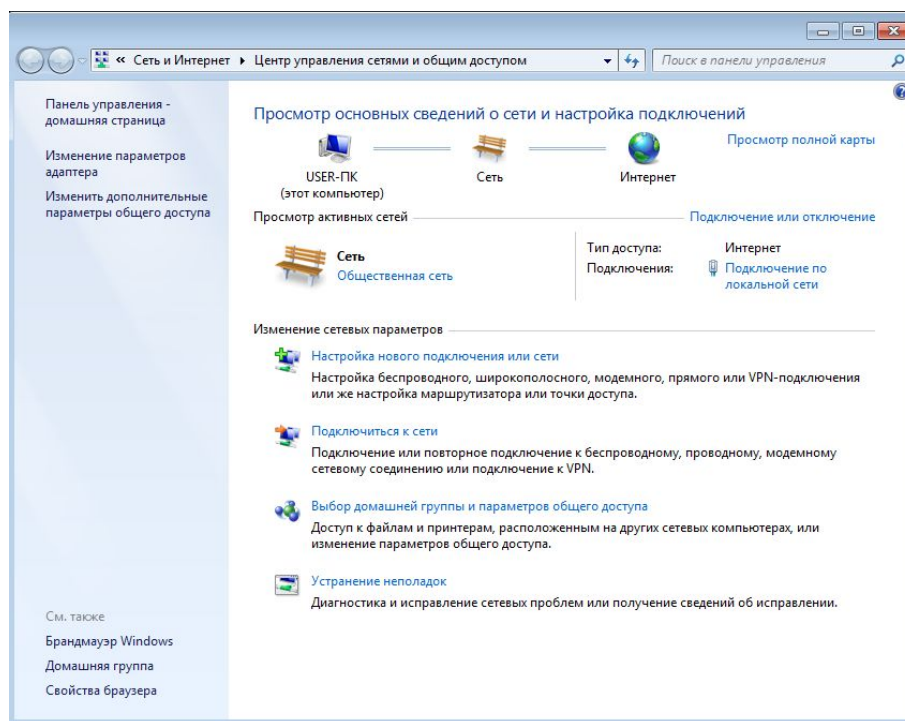 « Сеть и Интернет ▸ Центр управления сетями и общим доступом
Поиск в панели управления
Панель управления -
домашняя страница
Изменение параметров
адаптера
Изменить дополнительные
параметры общего доступа
Просмотр основных сведений о сети и настройка подключений
Просмотр полной карты
USER-ПК
(этот компьютер)
Сеть
Интернет
Просмотр активных сетей
Подключение или отключение
Сеть
Общественная сеть
Тип доступа: Интернет
Подключения: Подключение по
локальной сети
Изменение сетевых параметров
Настройка нового подключения или сети
Настройка беспроводного, широкополосного, модемного, прямого или VPN-подключения
или же настройка маршрутизатора или точки доступа.
Подключиться к сети
Подключение или повторное подключение к беспроводному, проводному, модемному
сетевому соединению или подключение к VPN.
Выбор домашней группы и параметров общего доступа
Доступ к файлам и принтерам, расположенным на других сетевых компьютерах, или
изменение параметров общего доступа.
Устранение неполадок
Диагностика и исправление сетевых проблем или получение сведений об исправлении.
См. также
Брандмауэр Windows
Домашняя группа
Свойства браузера